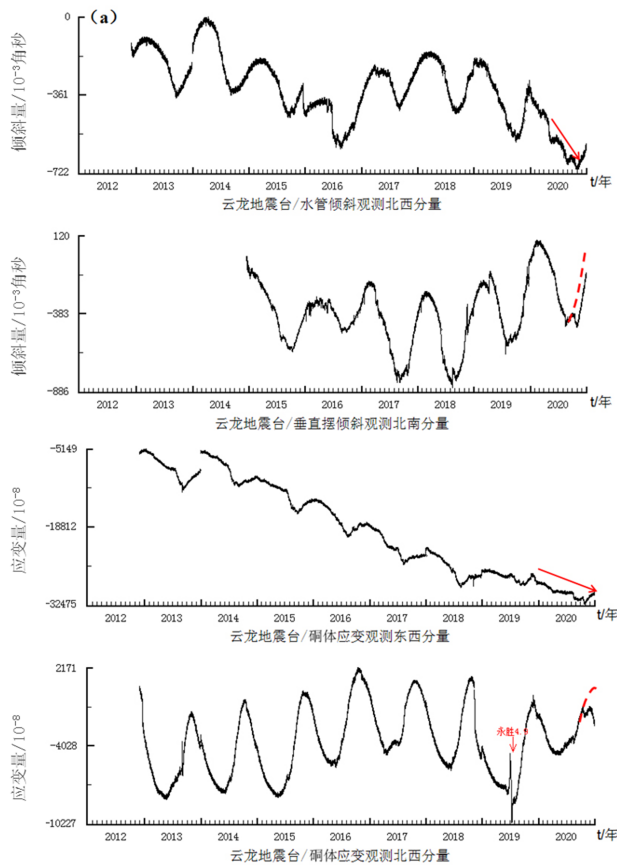 (a)
倾斜量/10⁻³角秒
0
-361
-722
2012 2013 2014 2015 2016 2017 2018 2019 2020
t/年
云龙地震台/水管倾斜观测北西分量
倾斜量/10⁻³角秒
120
-383
-886
2012 2013 2014 2015 2016 2017 2018 2019 2020
t/年
云龙地震台/垂直摆倾斜观测北南分量
应变量/10⁻⁸
-5149
-18812
-32475
2012 2013 2014 2015 2016 2017 2018 2019 2020
t/年
云龙地震台/硐体应变观测东西分量
应变量/10⁻⁸
2171
-4028
-10227
永胜4.
2012 2013 2014 2015 2016 2017 2018 2019 2020
t/年
云龙地震台/硐体应变观测北西分量